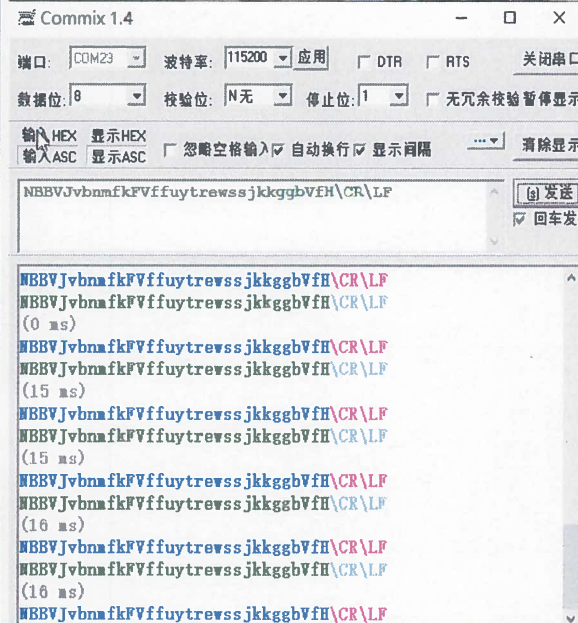 Commix 1.4
端口: COM23 波特率: 115200 应用 DTR RTS 关闭串口
数据位: 8 校验位: N无 停止位: 1 无冗余校验 暂停显示
输入HEX 显示HEX
输入ASC 显示ASC 忽略空格输入 自动换行 显示间隔 ... 清除显示
NBBVJvbnmfkFVffuytrewssjkkggbVfH\CR\LF [s]发送
回车发
NBBVJvbnmfkFVffuytrewssjkkggbVfH\CR\LF
NBBVJvbnmfkFVffuytrewssjkkggbVfH\CR\LF
(0 ms)
NBBVJvbnmfkFVffuytrewssjkkggbVfH\CR\LF
NBBVJvbnmfkFVffuytrewssjkkggbVfH\CR\LF
(15 ms)
NBBVJvbnmfkFVffuytrewssjkkggbVfH\CR\LF
NBBVJvbnmfkFVffuytrewssjkkggbVfH\CR\LF
(15 ms)
NBBVJvbnmfkFVffuytrewssjkkggbVfH\CR\LF
NBBVJvbnmfkFVffuytrewssjkkggbVfH\CR\LF
(16 ms)
NBBVJvbnmfkFVffuytrewssjkkggbVfH\CR\LF
NBBVJvbnmfkFVffuytrewssjkkggbVfH\CR\LF
(16 ms)
NBBVJvbnmfkFVffuytrewssjkkggbVfH\CR\LF